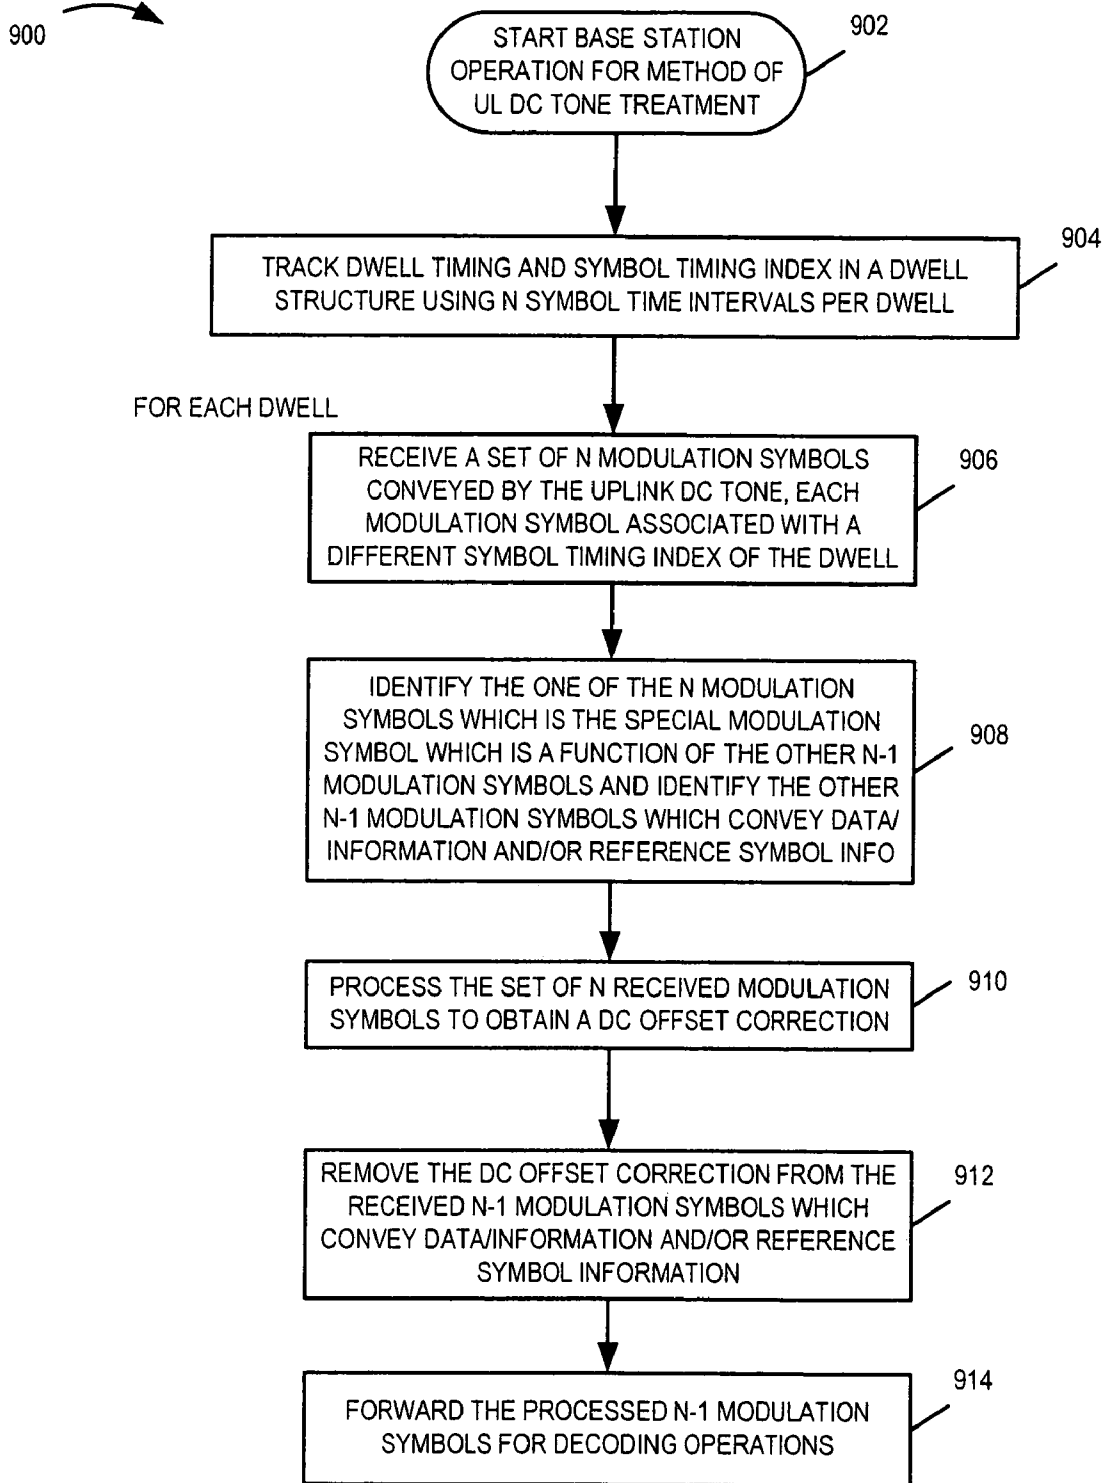 900
902
START BASE STATION
OPERATION FOR METHOD OF
UL DC TONE TREATMENT
904
TRACK DWELL TIMING AND SYMBOL TIMING INDEX IN A DWELL
STRUCTURE USING N SYMBOL TIME INTERVALS PER DWELL
FOR EACH DWELL
906
RECEIVE A SET OF N MODULATION SYMBOLS
CONVEYED BY THE UPLINK DC TONE, EACH
MODULATION SYMBOL ASSOCIATED WITH A
DIFFERENT SYMBOL TIMING INDEX OF THE DWELL
908
IDENTIFY THE ONE OF THE N MODULATION
SYMBOLS WHICH IS THE SPECIAL MODULATION
SYMBOL WHICH IS A FUNCTION OF THE OTHER N-1
MODULATION SYMBOLS AND IDENTIFY THE OTHER
N-1 MODULATION SYMBOLS WHICH CONVEY DATA/
INFORMATION AND/OR REFERENCE SYMBOL INFO
910
PROCESS THE SET OF N RECEIVED MODULATION
SYMBOLS TO OBTAIN A DC OFFSET CORRECTION
912
REMOVE THE DC OFFSET CORRECTION FROM THE
RECEIVED N-1 MODULATION SYMBOLS WHICH
CONVEY DATA/INFORMATION AND/OR REFERENCE
SYMBOL INFORMATION
914
FORWARD THE PROCESSED N-1 MODULATION
SYMBOLS FOR DECODING OPERATIONS